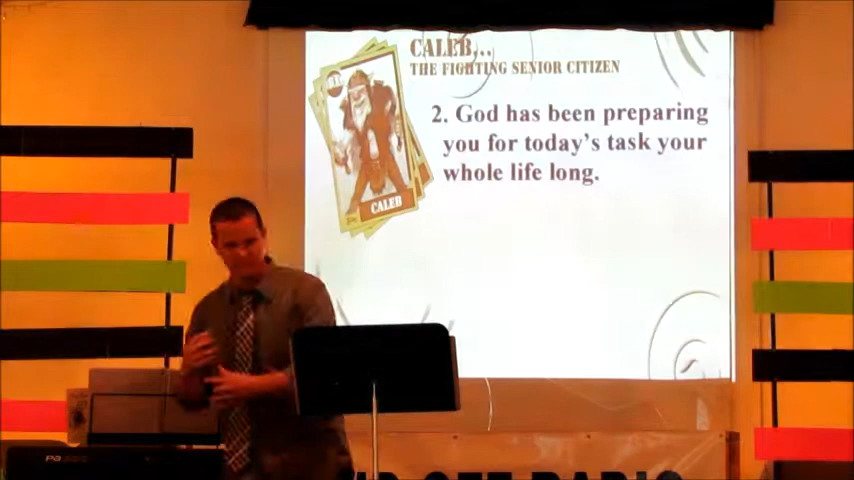 CALEB...
THE FIGHTING SENIOR CITIZEN
2. God has been preparing
you for today's task your
whole life long.
CALEB